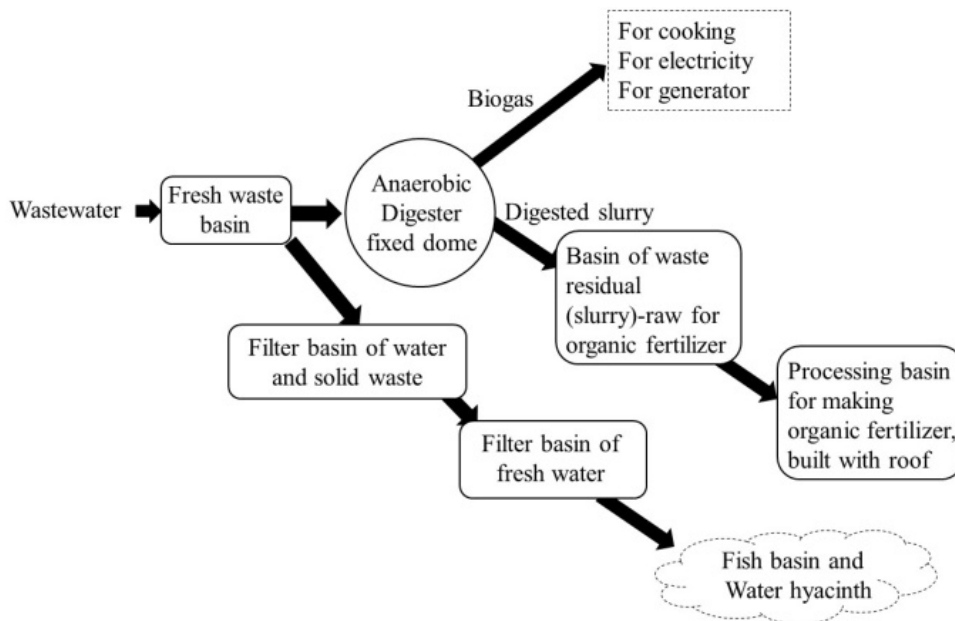 For cooking
For electricity
For generator
Biogas
Wastewater
Fresh waste
basin
Anaerobic
Digester
fixed dome
Digested slurry
Basin of waste
residual
(slurry)-raw for
organic fertilizer
Filter basin of water
and solid waste
Processing basin
for making
organic fertilizer,
built with roof
Filter basin of
fresh water
Fish basin and
Water hyacinth